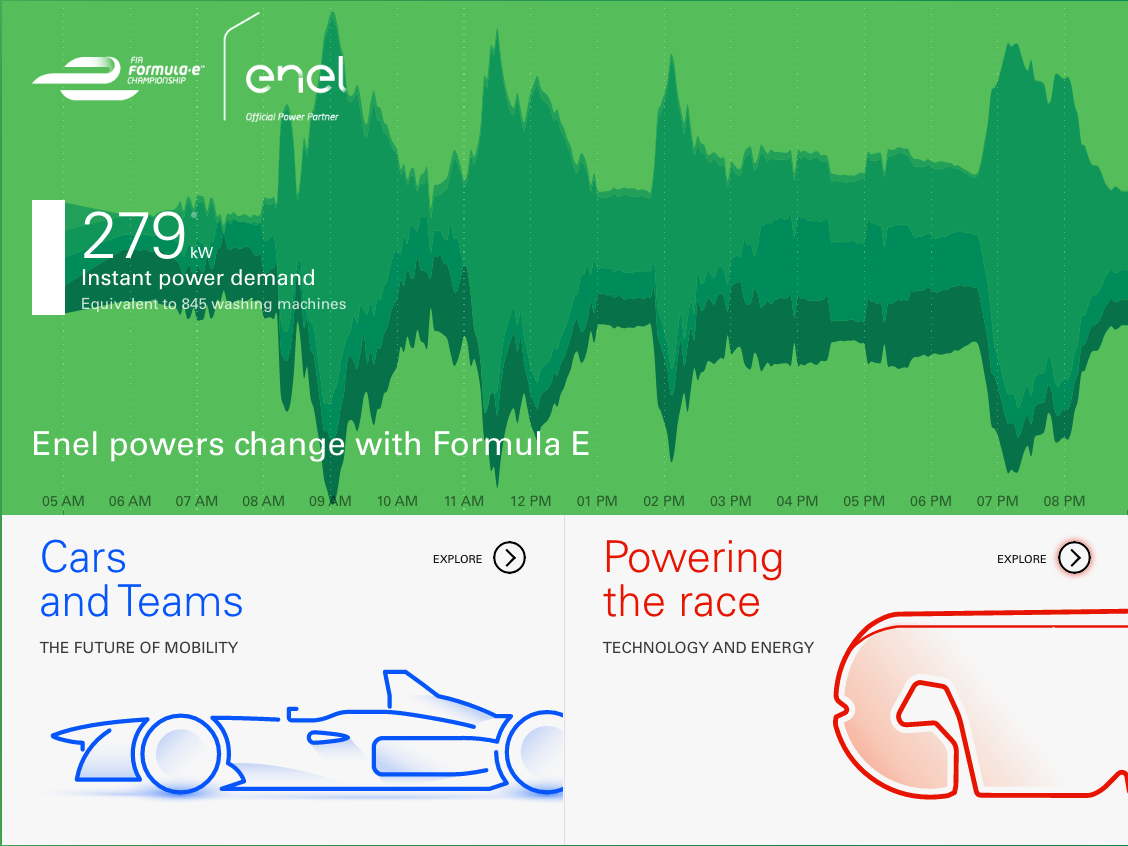 FIA
FORMULA-E™
CHAMPIONSHIP
enel
Official Power Partner
279 kW
Instant power demand
Equivalent to 845 washing machines
Enel powers change with Formula E
05 AM 06 AM 07 AM 08 AM 09 AM 10 AM 11 AM 12 PM 01 PM 02 PM 03 PM 04 PM 05 PM 06 PM 07 PM 08 PM
Cars
and Teams
EXPLORE
THE FUTURE OF MOBILITY
Powering
the race
EXPLORE
TECHNOLOGY AND ENERGY